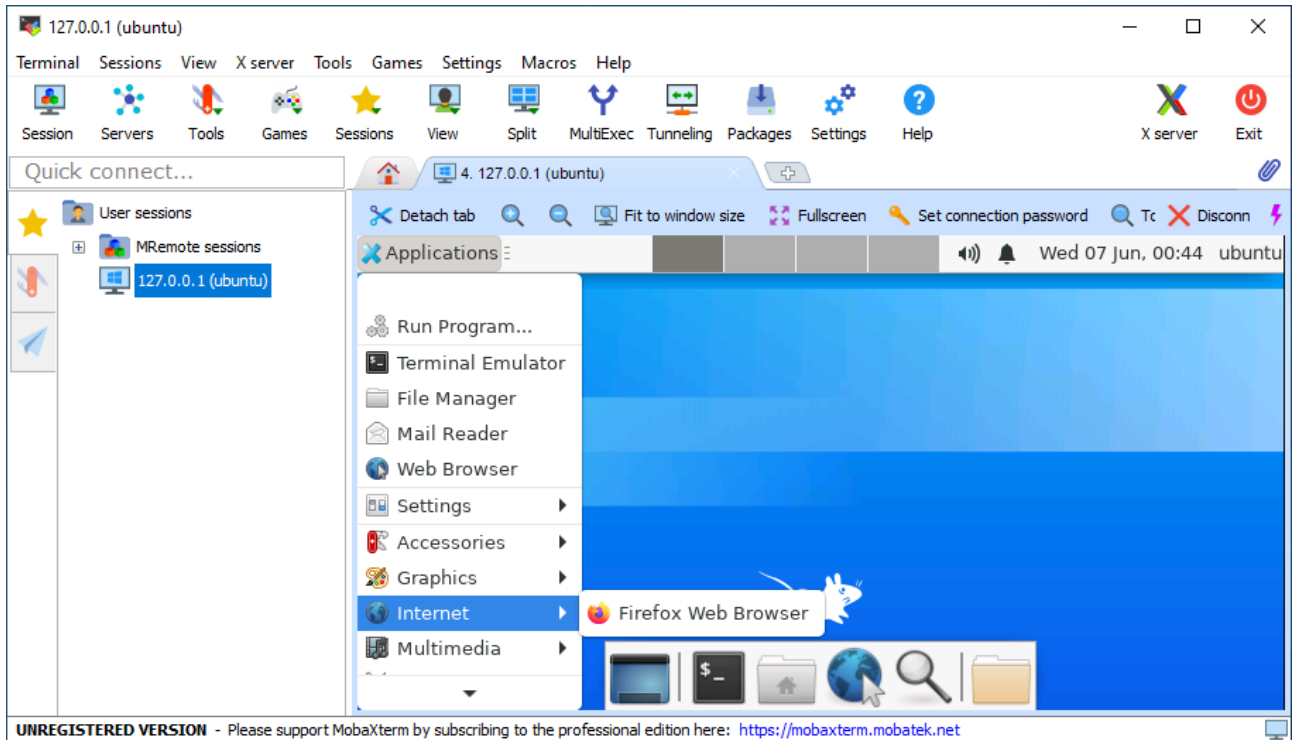 127.0.0.1 (ubuntu)
Terminal Sessions View X server Tools Games Settings Macros Help
Session Servers Tools Games Sessions View Split MultiExec Tunneling Packages Settings Help X server Exit
Quick connect...
4. 127.0.0.1 (ubuntu)
User sessions
MRemote sessions
127.0.0.1 (ubuntu)
Detach tab Fit to window size Fullscreen Set connection password Tc Disconn
Applications Wed 07 Jun, 00:44 ubuntu
Run Program...
Terminal Emulator
File Manager
Mail Reader
Web Browser
Settings
Accessories
Graphics
Internet
Firefox Web Browser
Multimedia
$_
UNREGISTERED VERSION - Please support MobaXterm by subscribing to the professional edition here: https://mobaxterm.mobatek.net